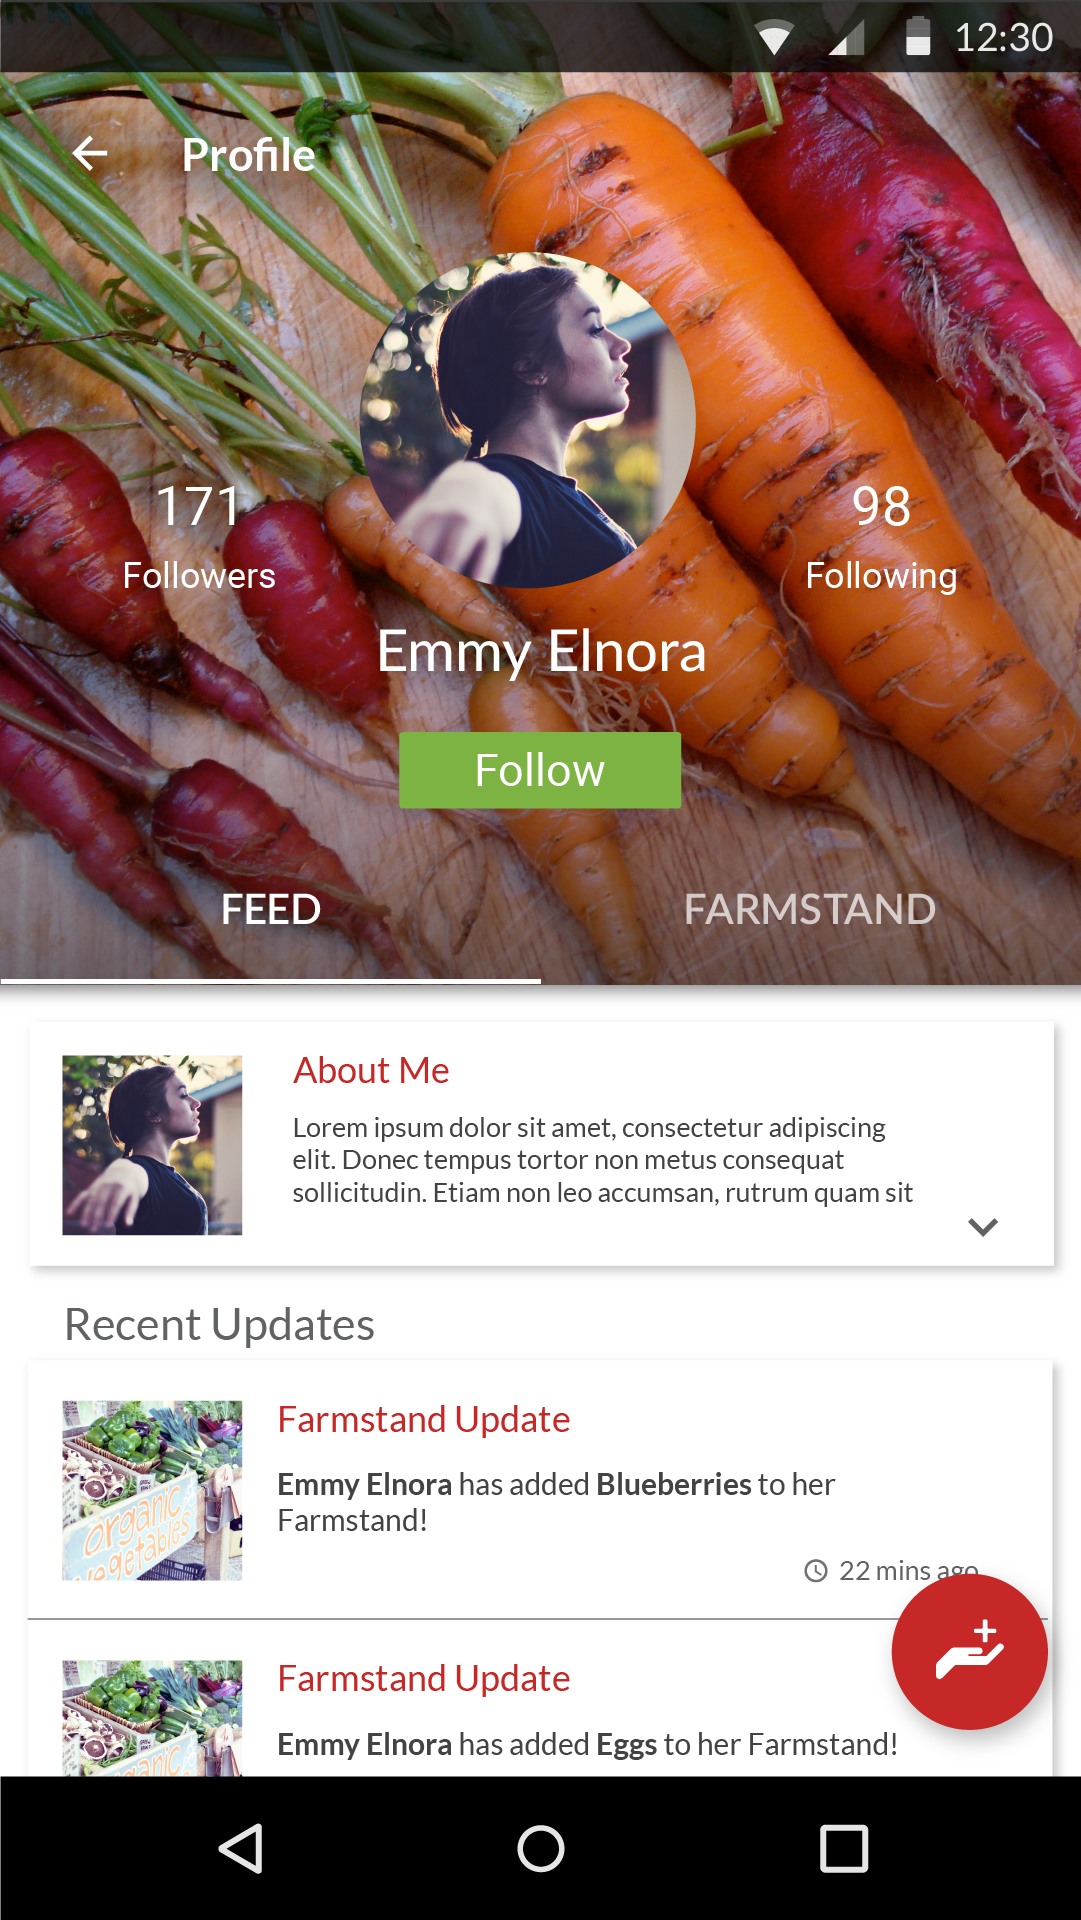 12:30
Profile
171
Followers
98
Following
Emmy Elnora
Follow
FEED
FARMSTAND
About Me
Lorem ipsum dolor sit amet, consectetur adipiscing
elit. Donec tempus tortor non metus consequat
sollicitudin. Etiam non leo accumsan, rutrum quam sit
Recent Updates
Farmstand Update
Emmy Elnora has added Blueberries to her
Farmstand!
organic
vegetables
22 mins ago
Farmstand Update
Emmy Elnora has added Eggs to her Farmstand!
organic